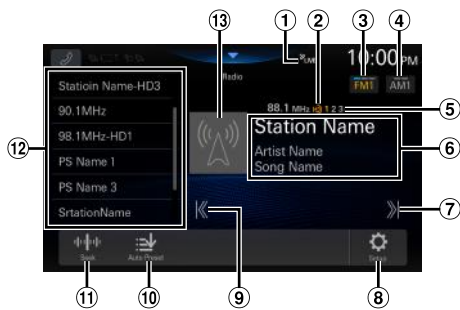 13 1 2 3 4
LIVE 10:00PM
Radio
FM1 AM1
Statioin Name-HD3
90.1MHz
98.1MHz-HD1
PS Name 1
PS Name 3
SrtationName
88.1 MHz HD 1 2 3
Station Name
Artist Name
Song Name
5
6
12
7
Seek
Auto-Preset
Setup
11 10 9 8